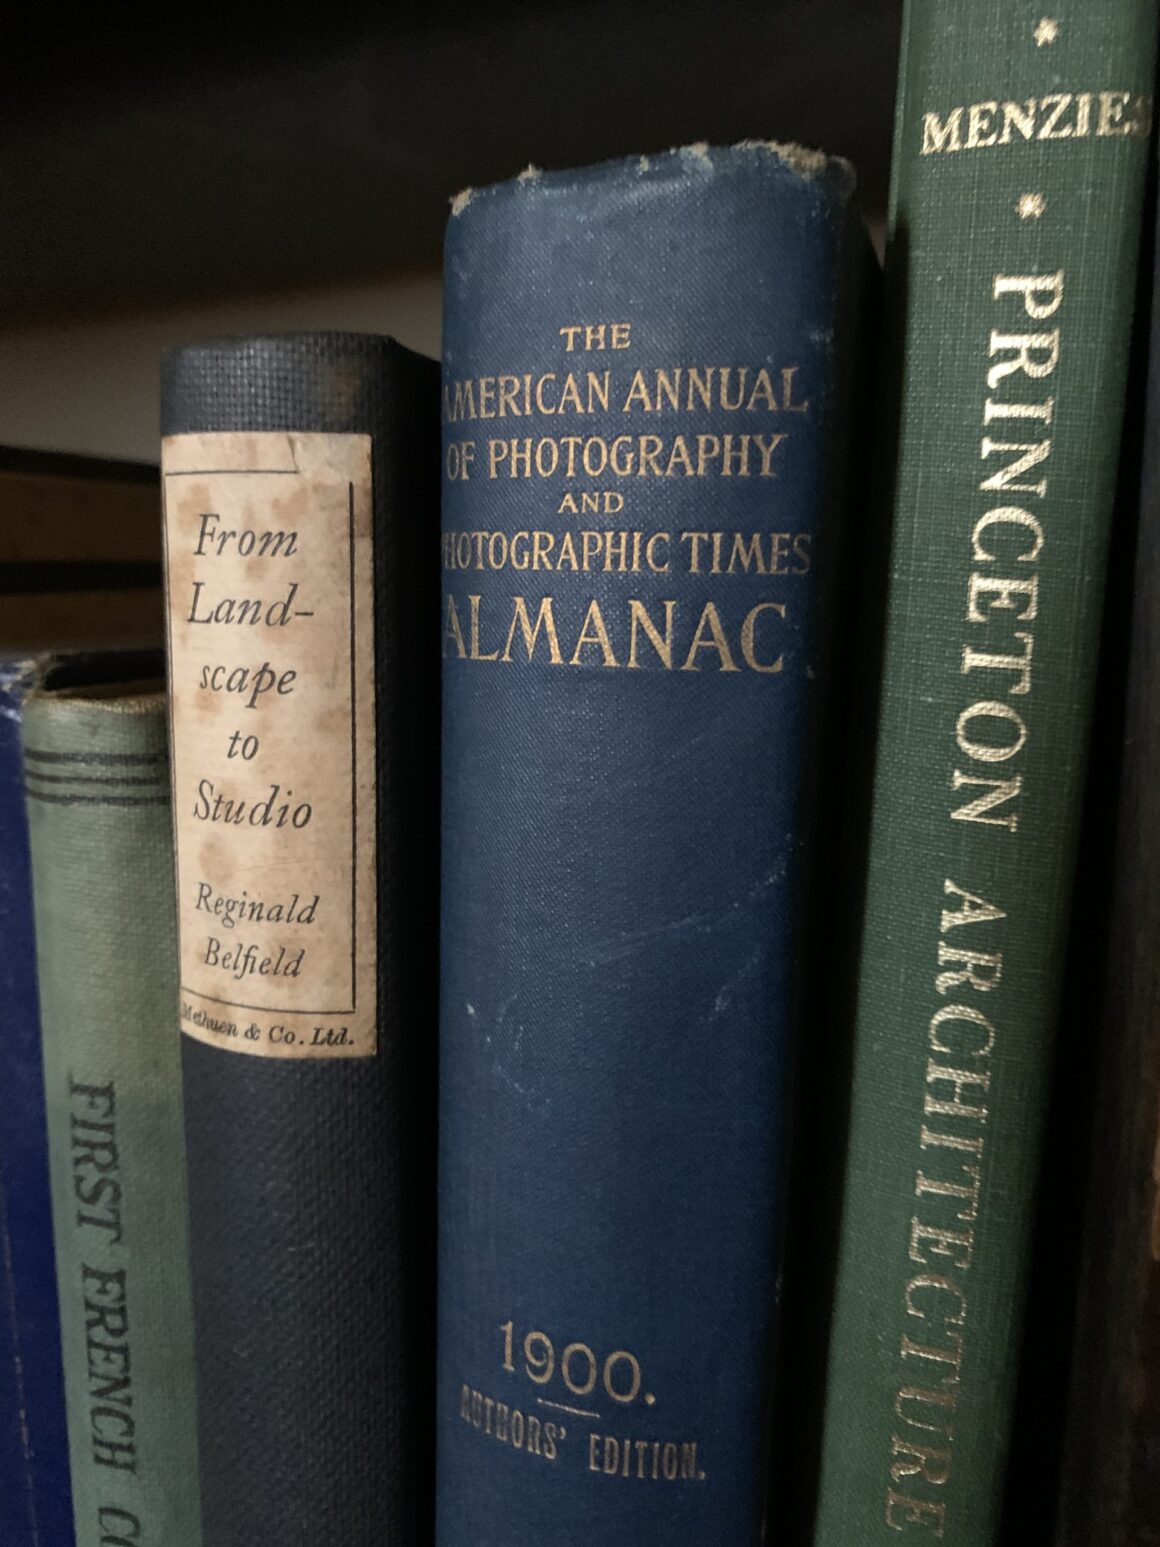 FIRST FRENCH
From
Land-
scape
to
Studio
Reginald
Belfield
Methuen & Co. Ltd.
THE
AMERICAN ANNUAL
OF PHOTOGRAPHY
AND
PHOTOGRAPHIC TIMES
ALMANAC
1900.
AUTHORS' EDITION.
MENZIES
PRINCETON ARCHITECTURE